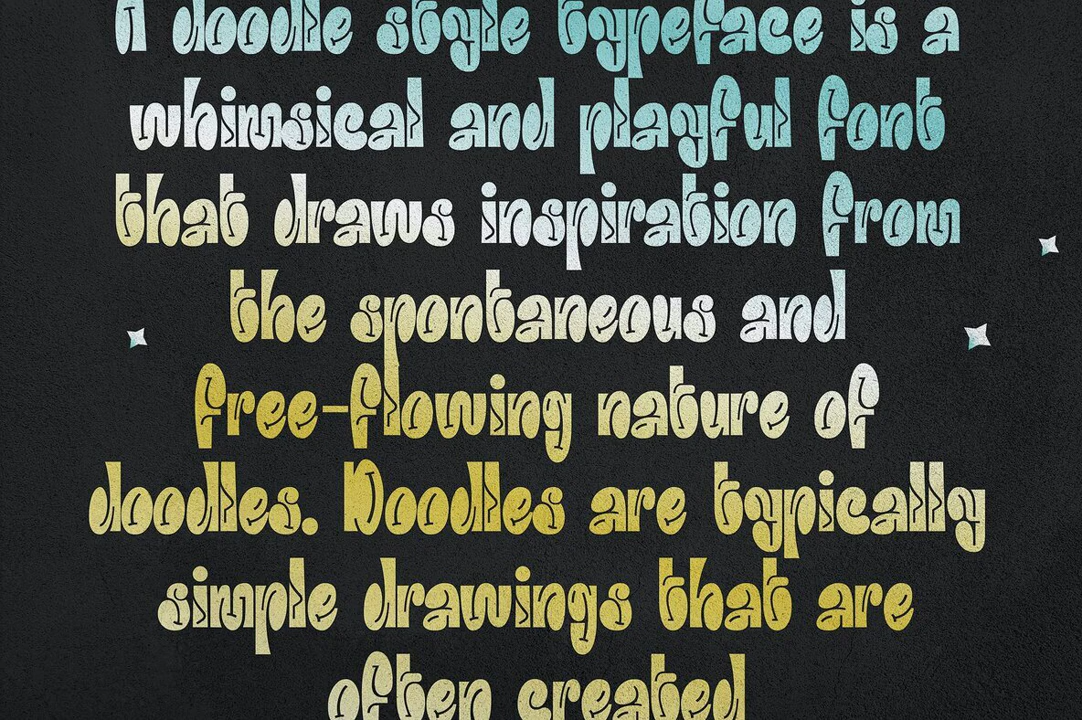 A doodle style typeface is a
whimsical and playful font
that draws inspiration from
the spontaneous and
free-flowing nature of
doodles. Doodles are typically
simple drawings that are
often created